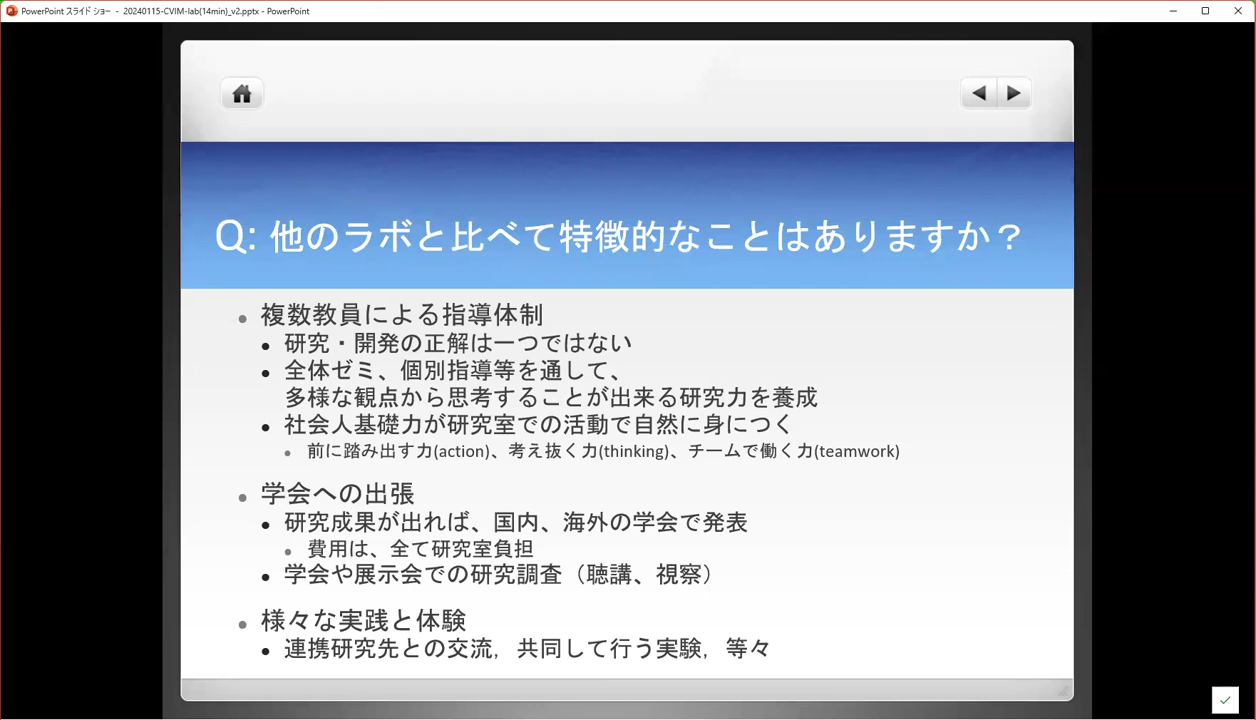 PowerPoint スライド ショー - 20240115-CVIM-lab(14min)_v2.pptx - PowerPoint
Q: 他のラボと比べて特徴的なことはありますか？
複数教員による指導体制
研究・開発の正解は一つではない
全体ゼミ、個別指導等を通して、
多様な観点から思考することが出来る研究力を養成
社会人基礎力が研究室での活動で自然に身につく
前に踏み出す力(action)、考え抜く力(thinking)、チームで働く力(teamwork)
学会への出張
研究成果が出れば、国内、海外の学会で発表
費用は、全て研究室負担
学会や展示会での研究調査（聴講、視察）
様々な実践と体験
連携研究先との交流，共同して行う実験，等々